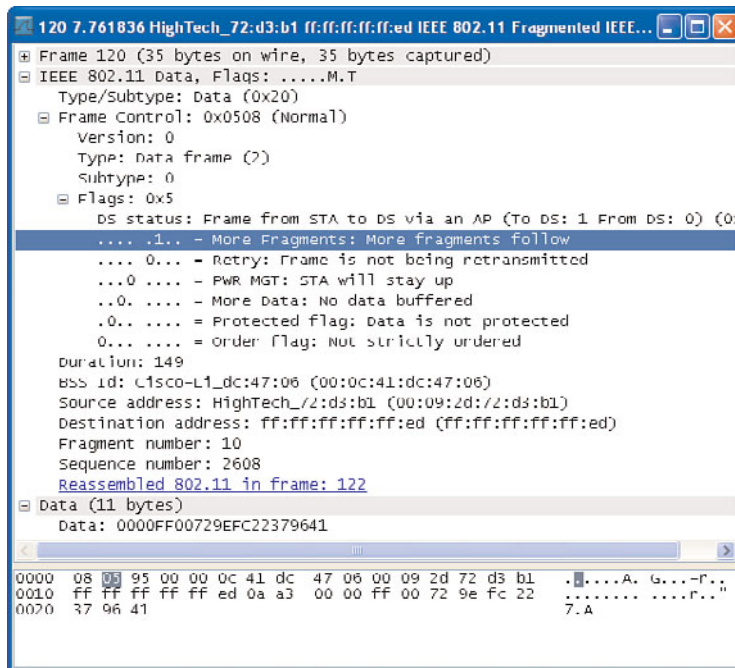 120 7.761836 HighTech_72:d3:b1 ff:ff:ff:ff:ff:ed IEEE 802.11 Fragmented IEEE...
Frame 120 (35 bytes on wire, 35 bytes captured)
IEEE 802.11 Data, Flags: .....M.T
Type/Subtype: Data (0x20)
Frame Control: 0x0508 (Normal)
Version: 0
Type: Data frame (2)
Subtype: 0
Flags: 0x5
DS status: Frame from STA to DS via an AP (To DS: 1 From DS: 0) (0
.... .1.. = More Fragments: More fragments follow
.... 0... = Retry: Frame is not being retransmitted
...0 .... = PWR MGT: STA will stay up
..0. .... = More Data: No data buffered
.0.. .... = Protected flag: Data is not protected
0... .... = Order flag: Not strictly ordered
Duration: 149
BSS Id: Cisco-Li_dc:47:06 (00:0c:41:dc:47:06)
Source address: HighTech_72:d3:b1 (00:09:2d:72:d3:b1)
Destination address: ff:ff:ff:ff:ff:ed (ff:ff:ff:ff:ff:ed)
Fragment number: 10
Sequence number: 2608
Reassembled 802.11 in frame: 122
Data (11 bytes)
Data: 0000FF00729EFC22379641
0000 08 05 95 00 00 0c 41 dc 47 06 00 09 2d 72 d3 b1 ......A. G...-r..
0010 ff ff ff ff ff ed 0a a3 00 00 ff 00 72 9e fc 22 ........ ....r.."
0020 37 96 41 7.A